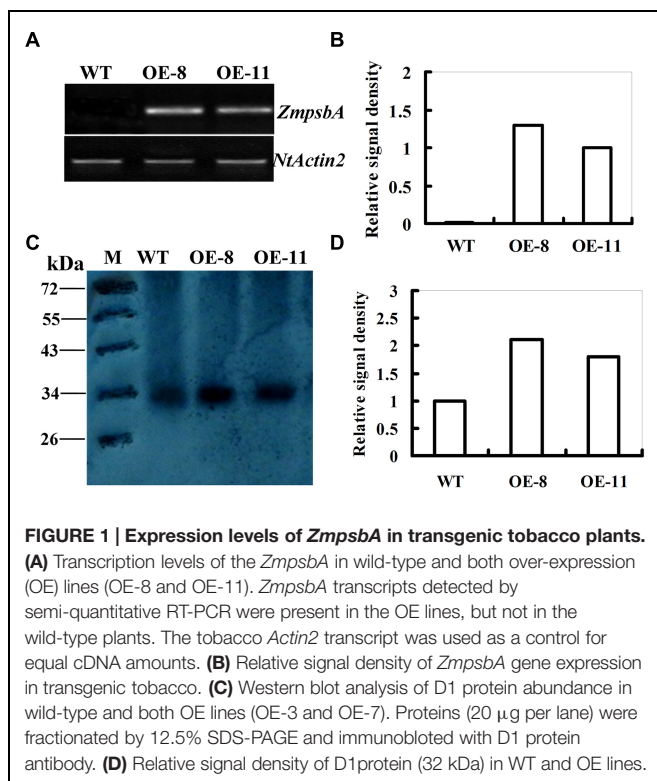 A
WT OE-8 OE-11
ZmpsbA
NtActin2
B
Relative signal density
2
1.5
1
0.5
0
WT OE-8 OE-11
C
kDa M WT OE-8 OE-11
72
55
43
34
26
D
Relative signal density
3
2.5
2
1.5
1
0.5
0
WT OE-8 OE-11
FIGURE 1 | Expression levels of ZmpsbA in transgenic tobacco plants.
(A) Transcription levels of the ZmpsbA in wild-type and both over-expression
(OE) lines (OE-8 and OE-11). ZmpsbA transcripts detected by
semi-quantitative RT-PCR were present in the OE lines, but not in the
wild-type plants. The tobacco Actin2 transcript was used as a control for
equal cDNA amounts. (B) Relative signal density of ZmpsbA gene expression
in transgenic tobacco. (C) Western blot analysis of D1 protein abundance in
wild-type and both OE lines (OE-3 and OE-7). Proteins (20 μg per lane) were
fractionated by 12.5% SDS-PAGE and immunobloted with D1 protein
antibody. (D) Relative signal density of D1protein (32 kDa) in WT and OE lines.